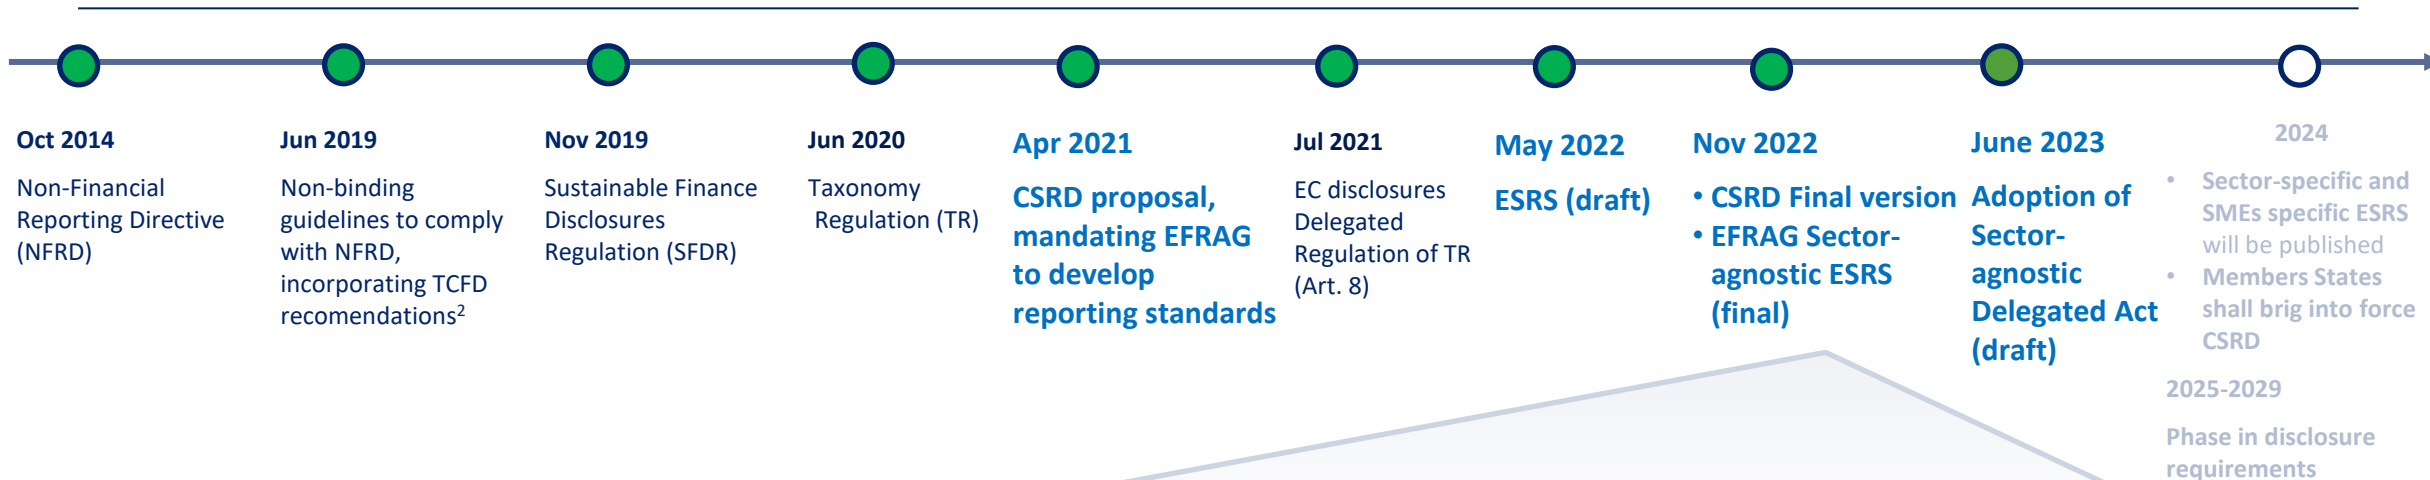 Oct 2014
Non-Financial
Reporting Directive
(NFRD)
Jun 2019
Non-binding
guidelines to comply
with NFRD,
incorporating TCFD
recomendations²
Nov 2019
Sustainable Finance
Disclosures
Regulation (SFDR)
Jun 2020
Taxonomy
Regulation (TR)
Apr 2021
CSRD proposal,
mandating EFRAG
to develop
reporting standards
Jul 2021
EC disclosures
Delegated
Regulation of TR
(Art. 8)
May 2022
ESRS (draft)
Nov 2022
• CSRD Final version
• EFRAG Sector-
agnostic ESRS
(final)
June 2023
Adoption of
Sector-
agnostic
Delegated Act
(draft)
2024
• Sector-specific and
SMEs specific ESRS
will be published
• Members States
shall brig into force
CSRD
2025-2029
Phase in disclosure
requirements